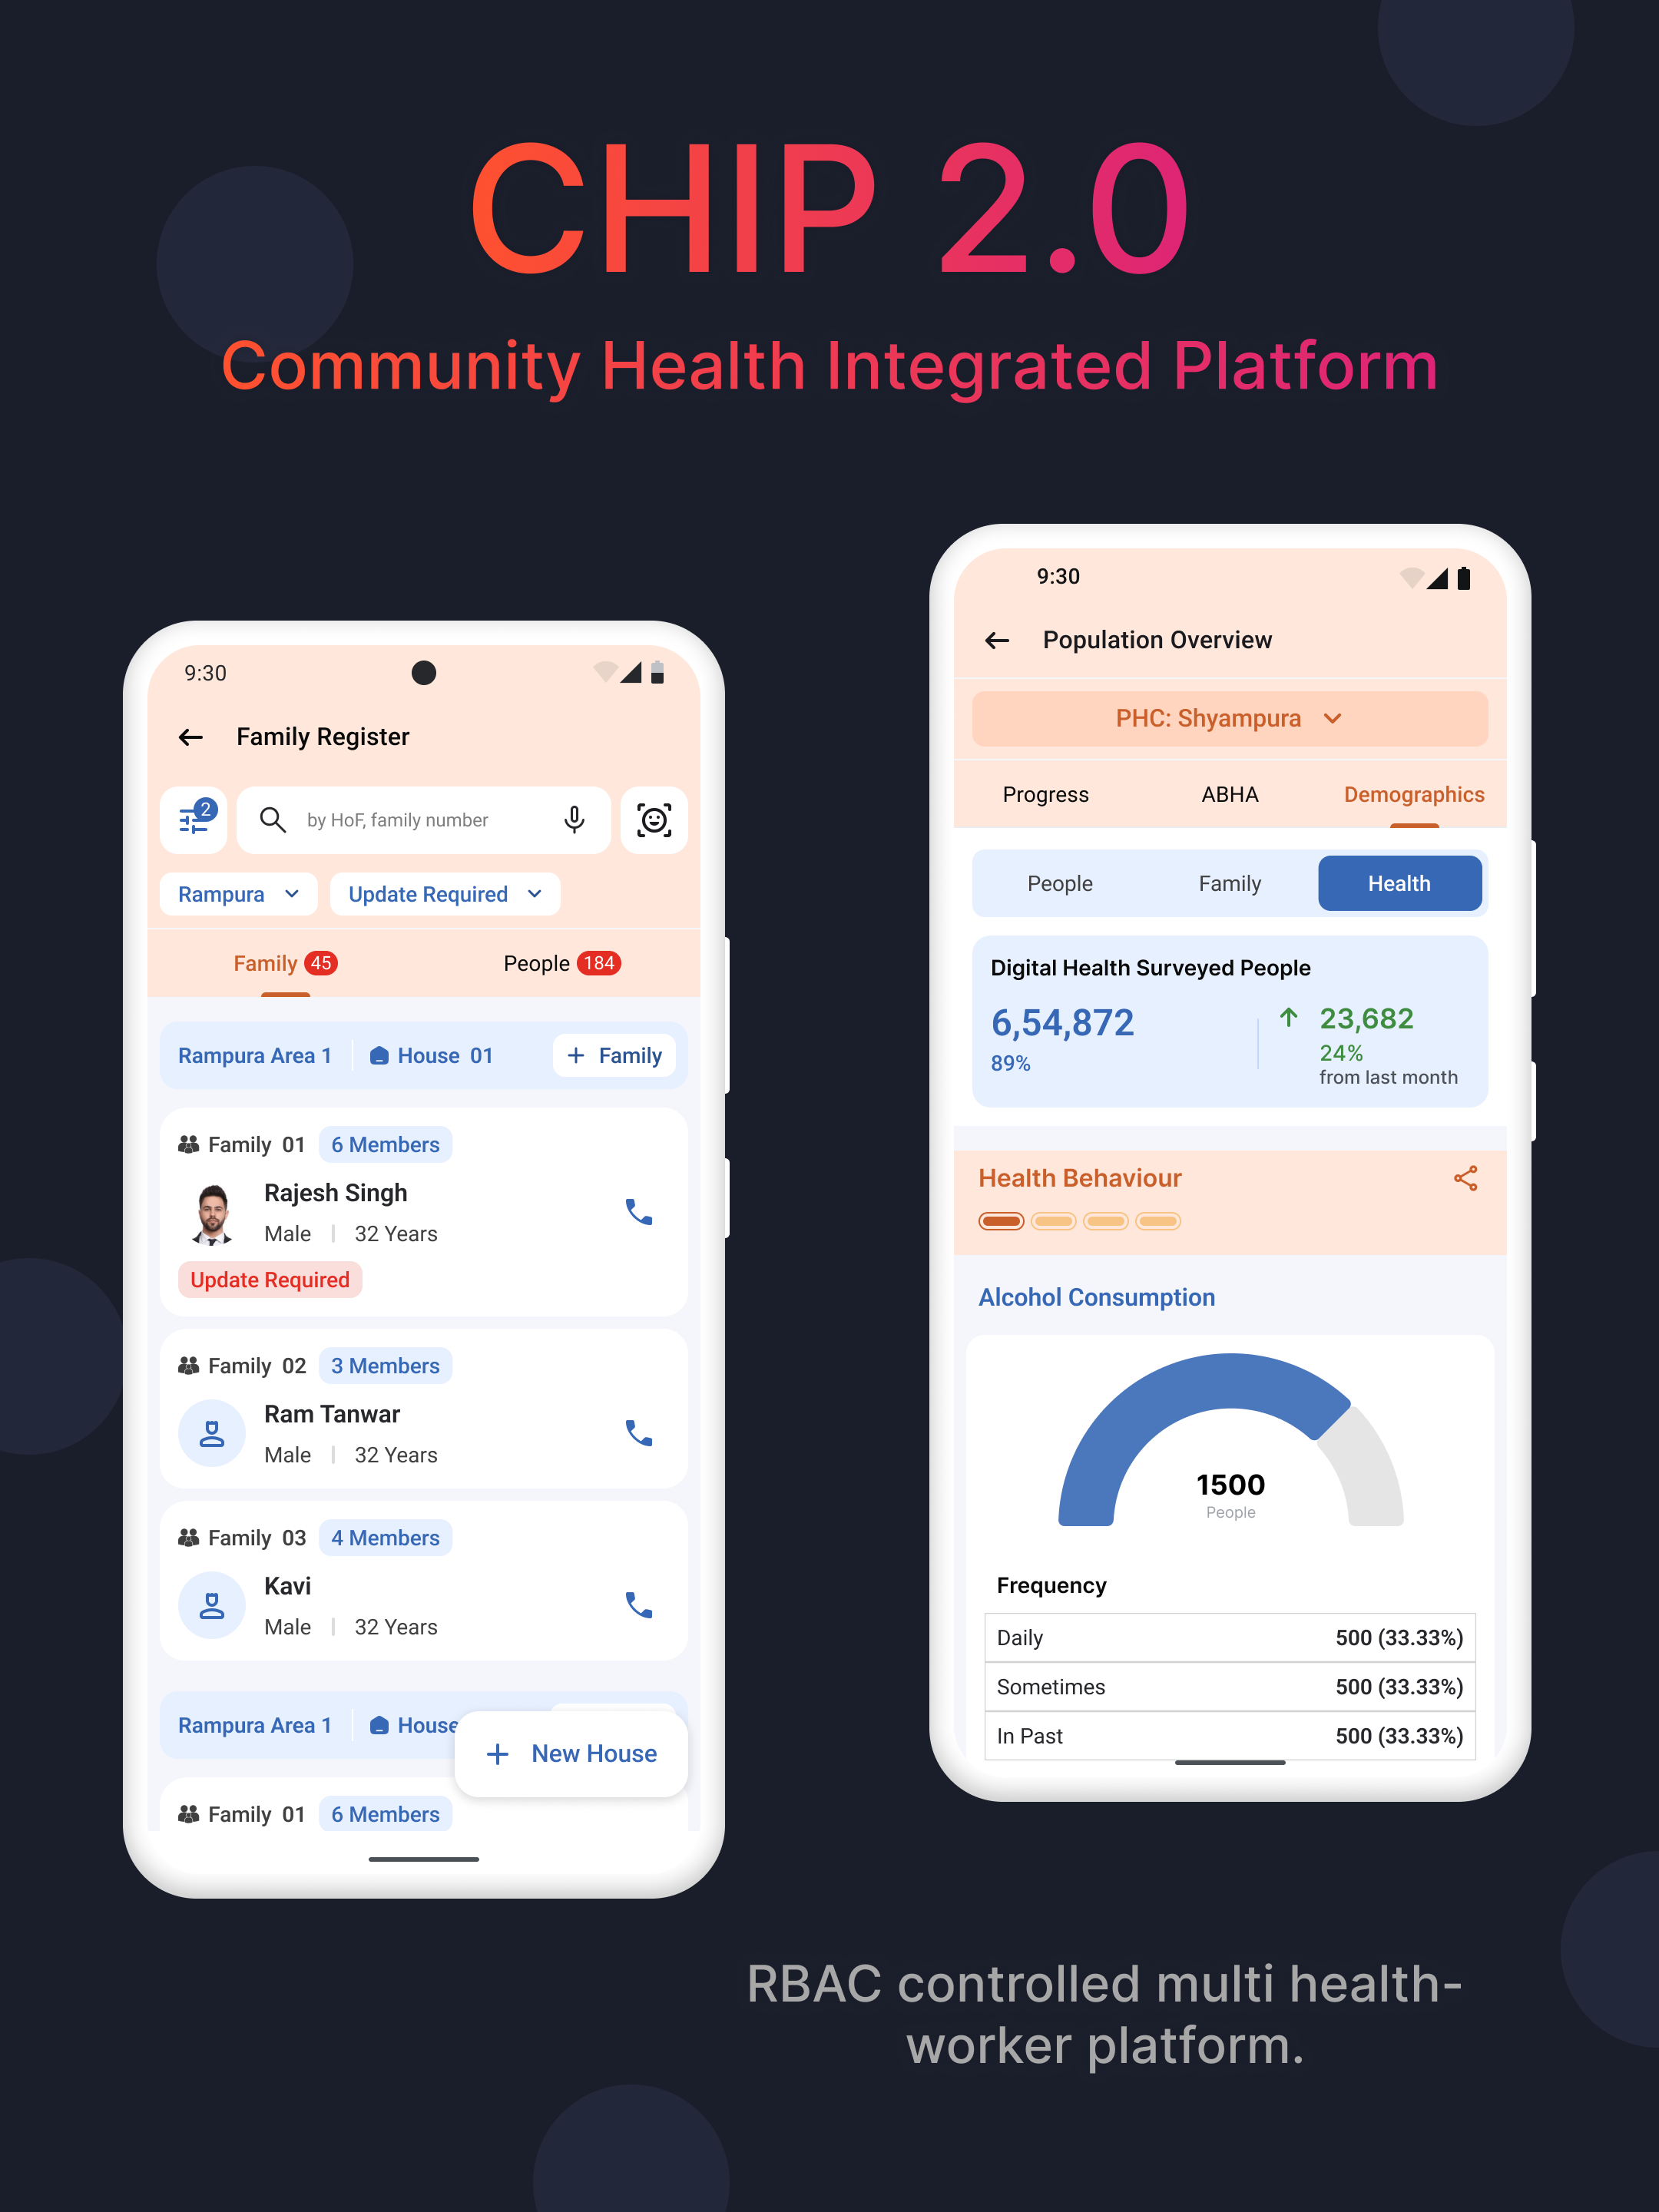 CHIP 2.0
Community Health Integrated Platform
9:30
Family Register
2
by HoF, family number
Rampura
Update Required
Family 45
People 184
Rampura Area 1
House 01
+ Family
Family 01
6 Members
Rajesh Singh
Male | 32 Years
Update Required
Family 02
3 Members
Ram Tanwar
Male | 32 Years
Family 03
4 Members
Kavi
Male | 32 Years
Rampura Area 1
House
+ New House
Family 01
6 Members
9:30
Population Overview
PHC: Shyampura
Progress
ABHA
Demographics
People
Family
Health
Digital Health Surveyed People
6,54,872
89%
23,682
24%
from last month
Health Behaviour
Alcohol Consumption
1500
People
Frequency
Daily 500 (33.33%)
Sometimes 500 (33.33%)
In Past 500 (33.33%)
RBAC controlled multi health-
worker platform.